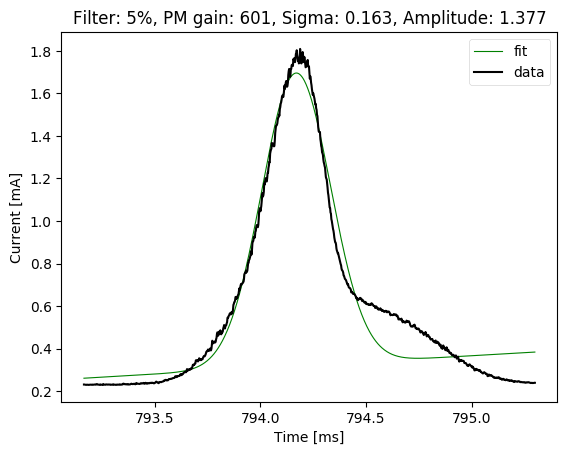 Filter: 5%, PM gain: 601, Sigma: 0.163, Amplitude: 1.377
fit
data
Current [mA]
1.8
1.6
1.4
1.2
1.0
0.8
0.6
0.4
0.2
793.5 794.0 794.5 795.0
Time [ms]